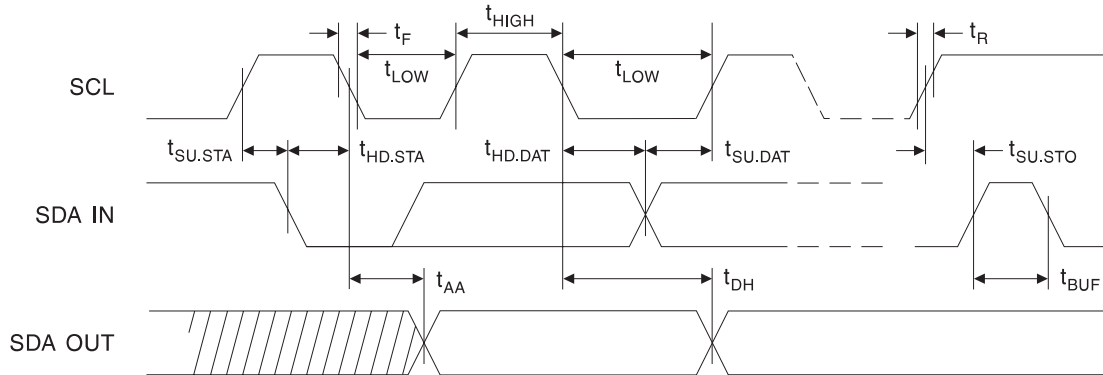 tHIGH
tF
tR
tLOW
tLOW
SCL
tSU.STA
tHD.STA
tHD.DAT
tSU.DAT
tSU.STO
SDA IN
tAA
tDH
tBUF
SDA OUT